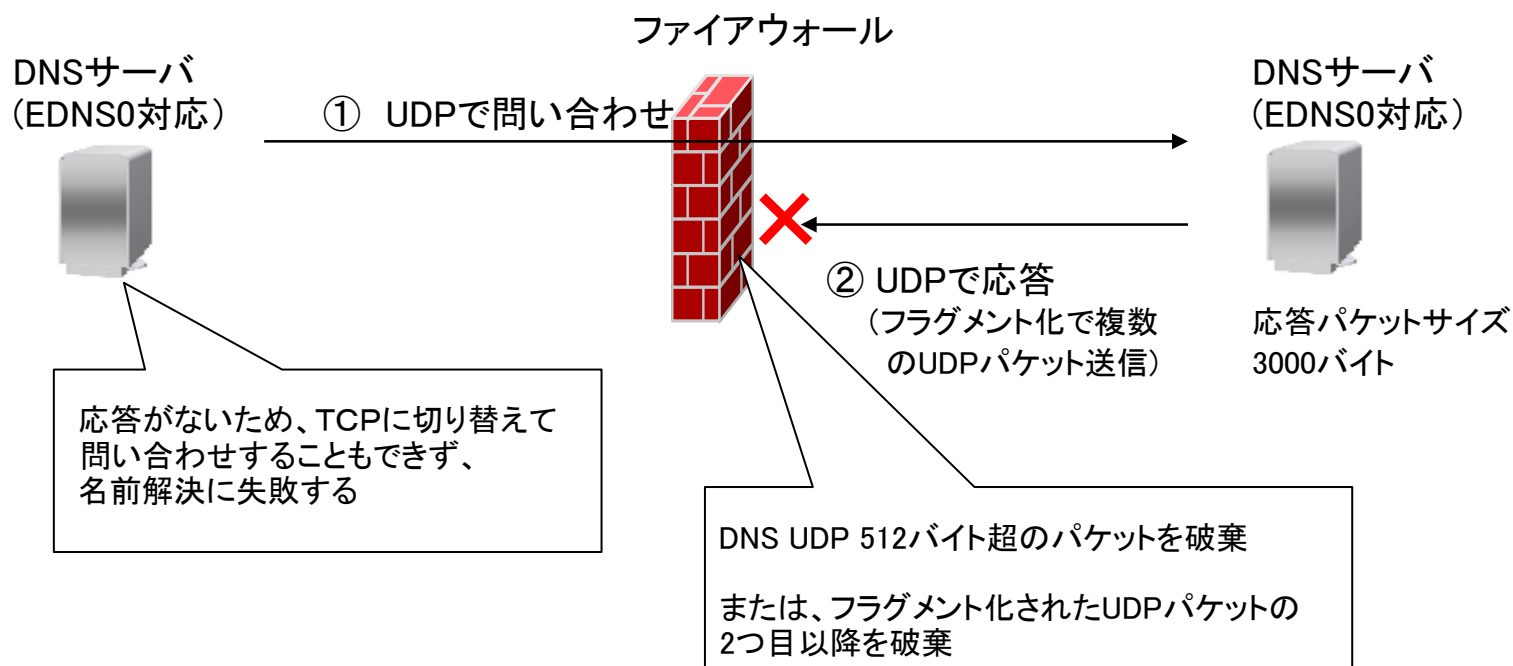 ファイアウォール
DNSサーバ
(EDNS0対応)
① UDPで問い合わせ
DNSサーバ
(EDNS0対応)
② UDPで応答
(フラグメント化で複数
のUDPパケット送信)
応答パケットサイズ
3000バイト
応答がないため、TCPに切り替えて
問い合わせすることもできず、
名前解決に失敗する
DNS UDP 512バイト超のパケットを破棄
または、フラグメント化されたUDPパケットの
2つ目以降を破棄